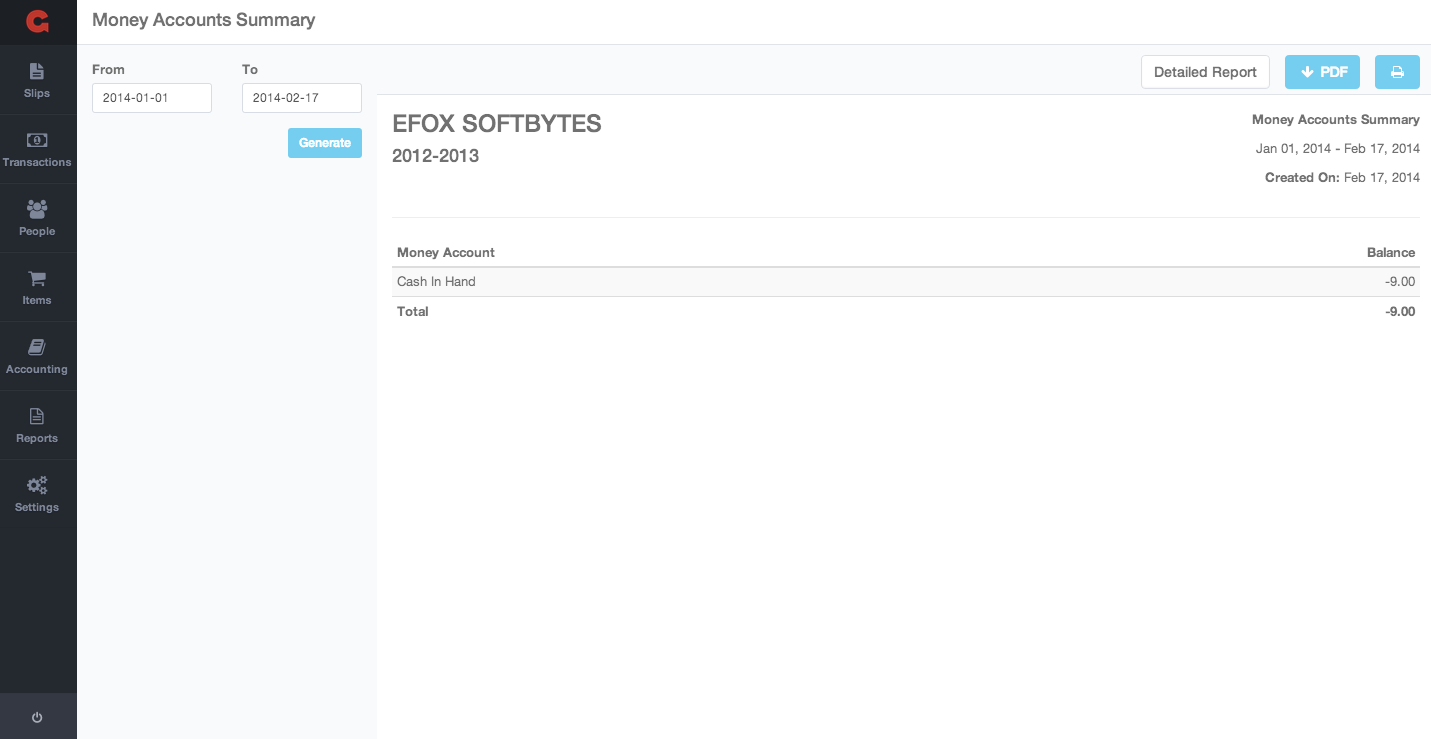 Money Accounts Summary
Slips
Transactions
People
Items
Accounting
Reports
Settings
From
To
2014-01-01
2014-02-17
Generate
Detailed Report
PDF
EFOX SOFTBYTES
2012-2013
Money Accounts Summary
Jan 01, 2014 - Feb 17, 2014
Created On: Feb 17, 2014
Money Account Balance
Cash In Hand -9.00
Total -9.00